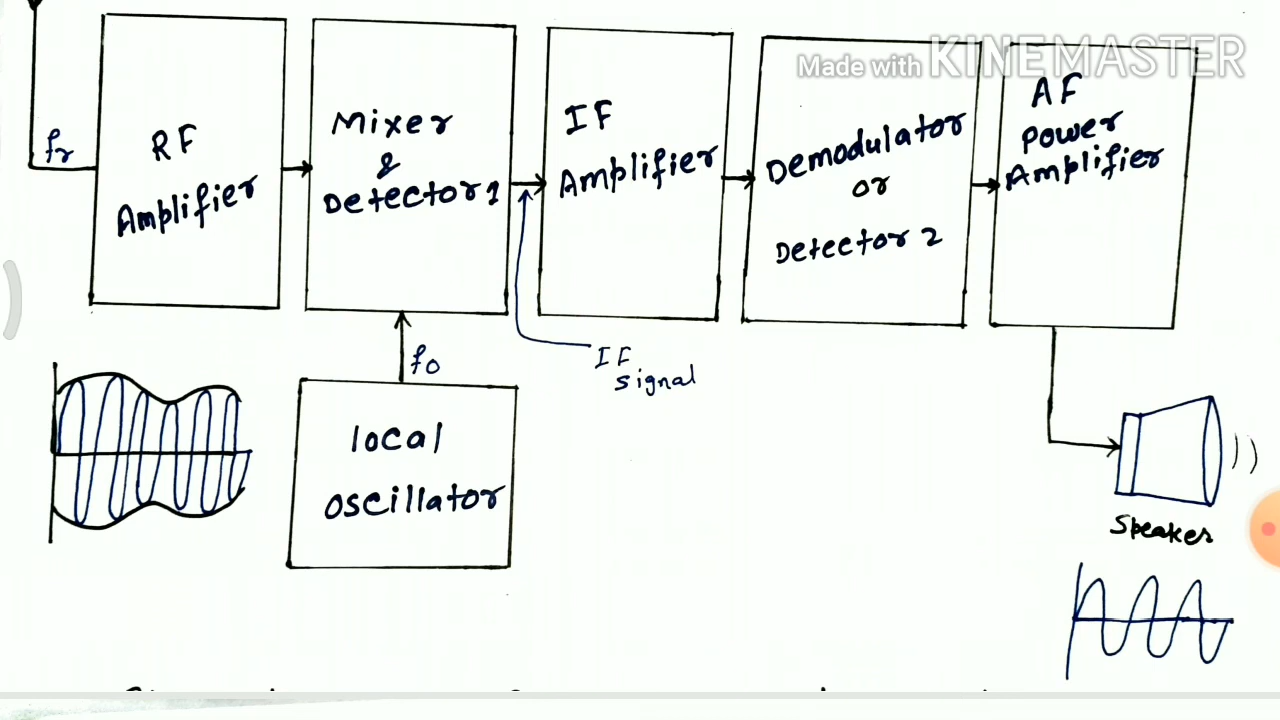 Made with KINEMASTER
fr
RF
Amplifier
Mixer
&
Detector 1
IF
Amplifier
Demodulator
or
Detector 2
AF
Power
Amplifier
fo
IF
signal
local
oscillator
Speaker